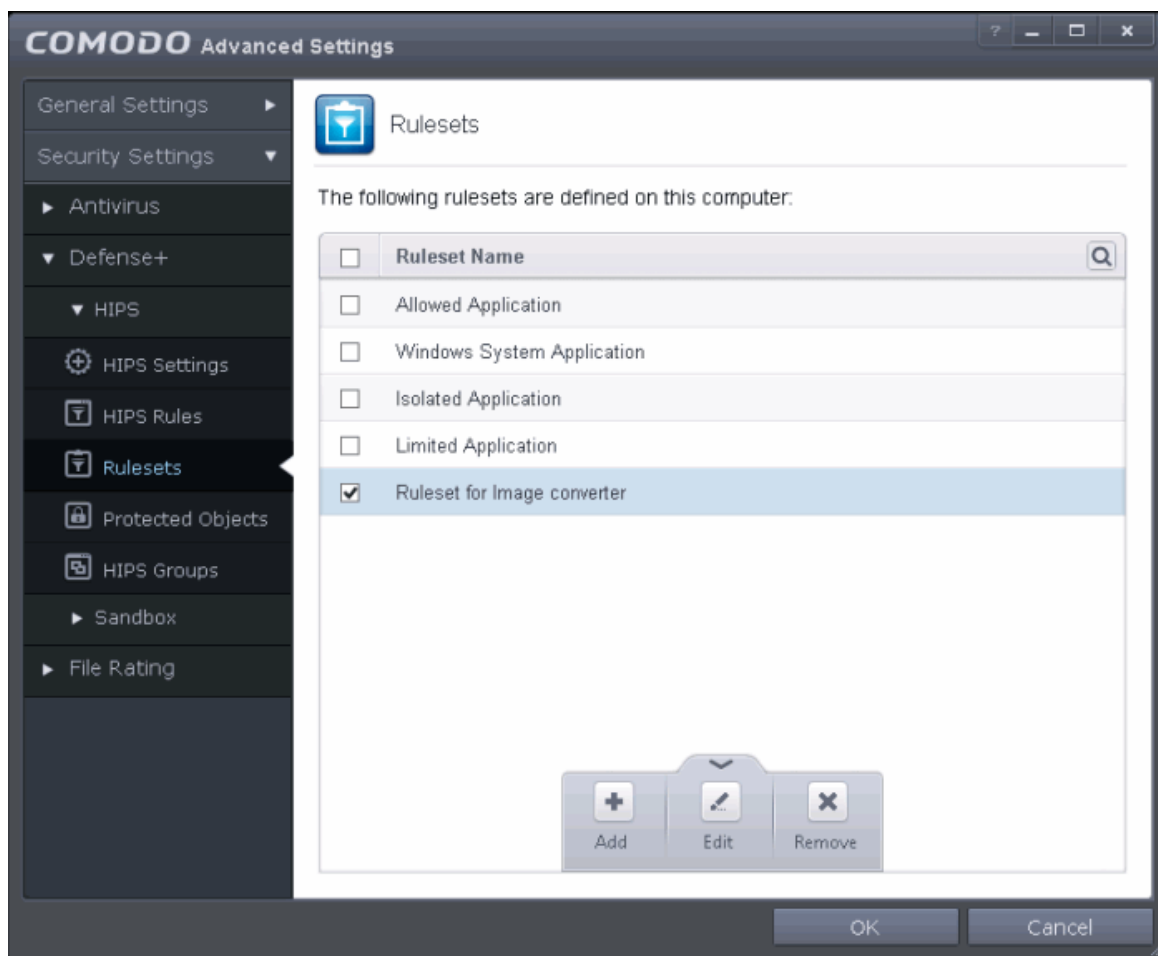 COMODO Advanced Settings
?
General Settings
Security Settings
Antivirus
Defense+
HIPS
HIPS Settings
HIPS Rules
Rulesets
Protected Objects
HIPS Groups
Sandbox
File Rating
Rulesets
The following rulesets are defined on this computer:
Ruleset Name
Allowed Application
Windows System Application
Isolated Application
Limited Application
Ruleset for Image converter
Add Edit Remove
OK Cancel